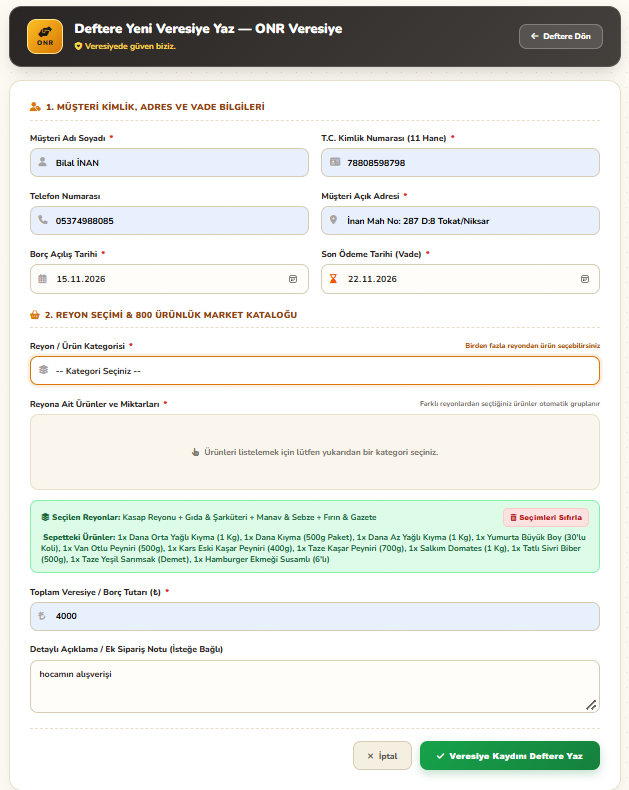 ONR
Deftere Yeni Veresiye Yaz — ONR Veresiye
Veresiyede güven biziz.
← Deftere Dön
1. MÜŞTERİ KİMLİK, ADRES VE VADE BİLGİLERİ
Müşteri Adı Soyadı *
T.C. Kimlik Numarası (11 Hane) *
Bilal İNAN
78808598798
Telefon Numarası
Müşteri Açık Adresi *
05374988085
İnan Mah No: 287 D:8 Tokat/Niksar
Borç Açılış Tarihi *
Son Ödeme Tarihi (Vade) *
15.11.2026
22.11.2026
2. REYON SEÇİMİ & 800 ÜRÜNLÜK MARKET KATALOĞU
Reyon / Ürün Kategorisi *
Birden fazla reyondan ürün seçebilirsiniz
-- Kategori Seçiniz --
Reyona Ait Ürünler ve Miktarları *
Farklı reyonlardan seçtiğiniz ürünler otomatik gruplanır
Ürünleri listelemek için lütfen yukarıdan bir kategori seçiniz.
Seçilen Reyonlar: Kasap Reyonu + Gıda & Şarküteri + Manav & Sebze + Fırın & Gazete
Seçimleri Sıfırla
Sepetteki Ürünler: 1x Dana Orta Yağlı Kıyma (1 Kg), 1x Dana Kıyma (500g Paket), 1x Dana Az Yağlı Kıyma (1 Kg), 1x Yumurta Büyük Boy (30'lu
Koli), 1x Van Otlu Peyniri (500g), 1x Kars Eski Kaşar Peyniri (400g), 1x Taze Kaşar Peyniri (700g), 1x Salkım Domates (1 Kg), 1x Tatlı Sivri Biber
(500g), 1x Taze Yeşil Sarımsak (Demet), 1x Hamburger Ekmeği Susamlı (6'lı)
Toplam Veresiye / Borç Tutarı (₺) *
₺ 4000
Detaylı Açıklama / Ek Sipariş Notu (İsteğe Bağlı)
hocamın alışverişi
× İptal
✓ Veresiye Kaydını Deftere Yaz